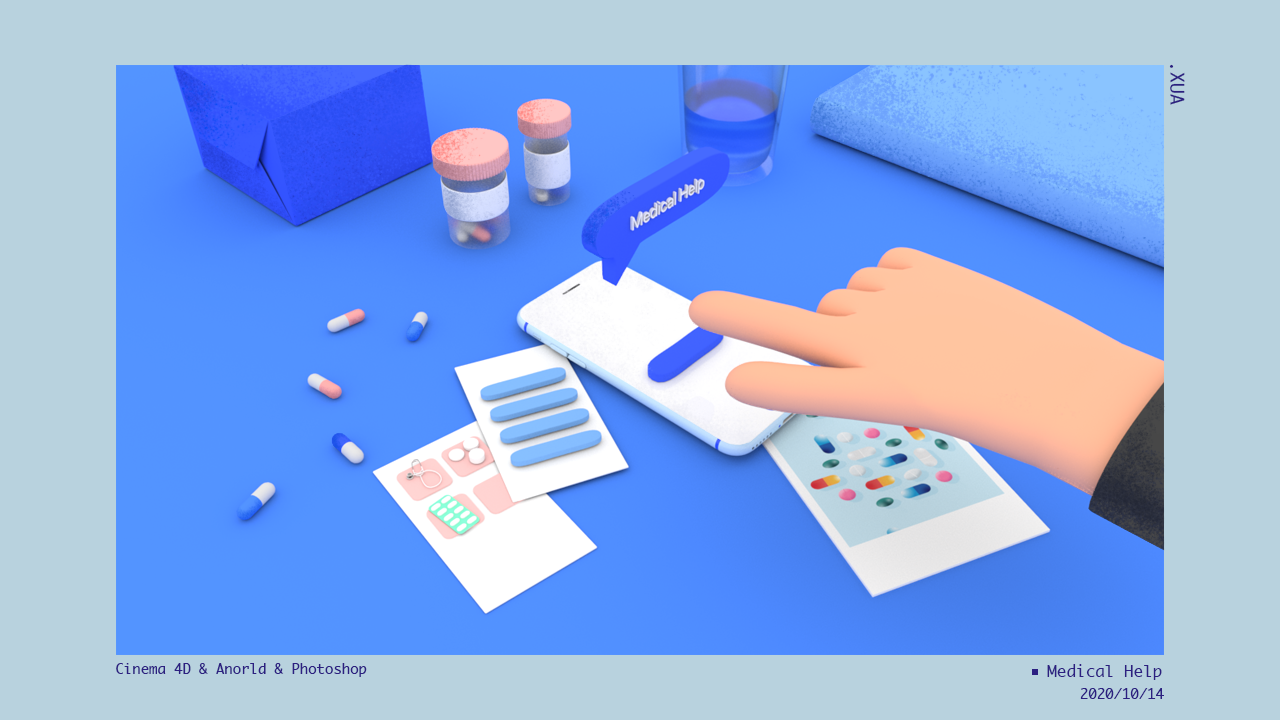 .XUA
Medical Help
Cinema 4D & Anorld & Photoshop
▪ Medical Help
2020/10/14